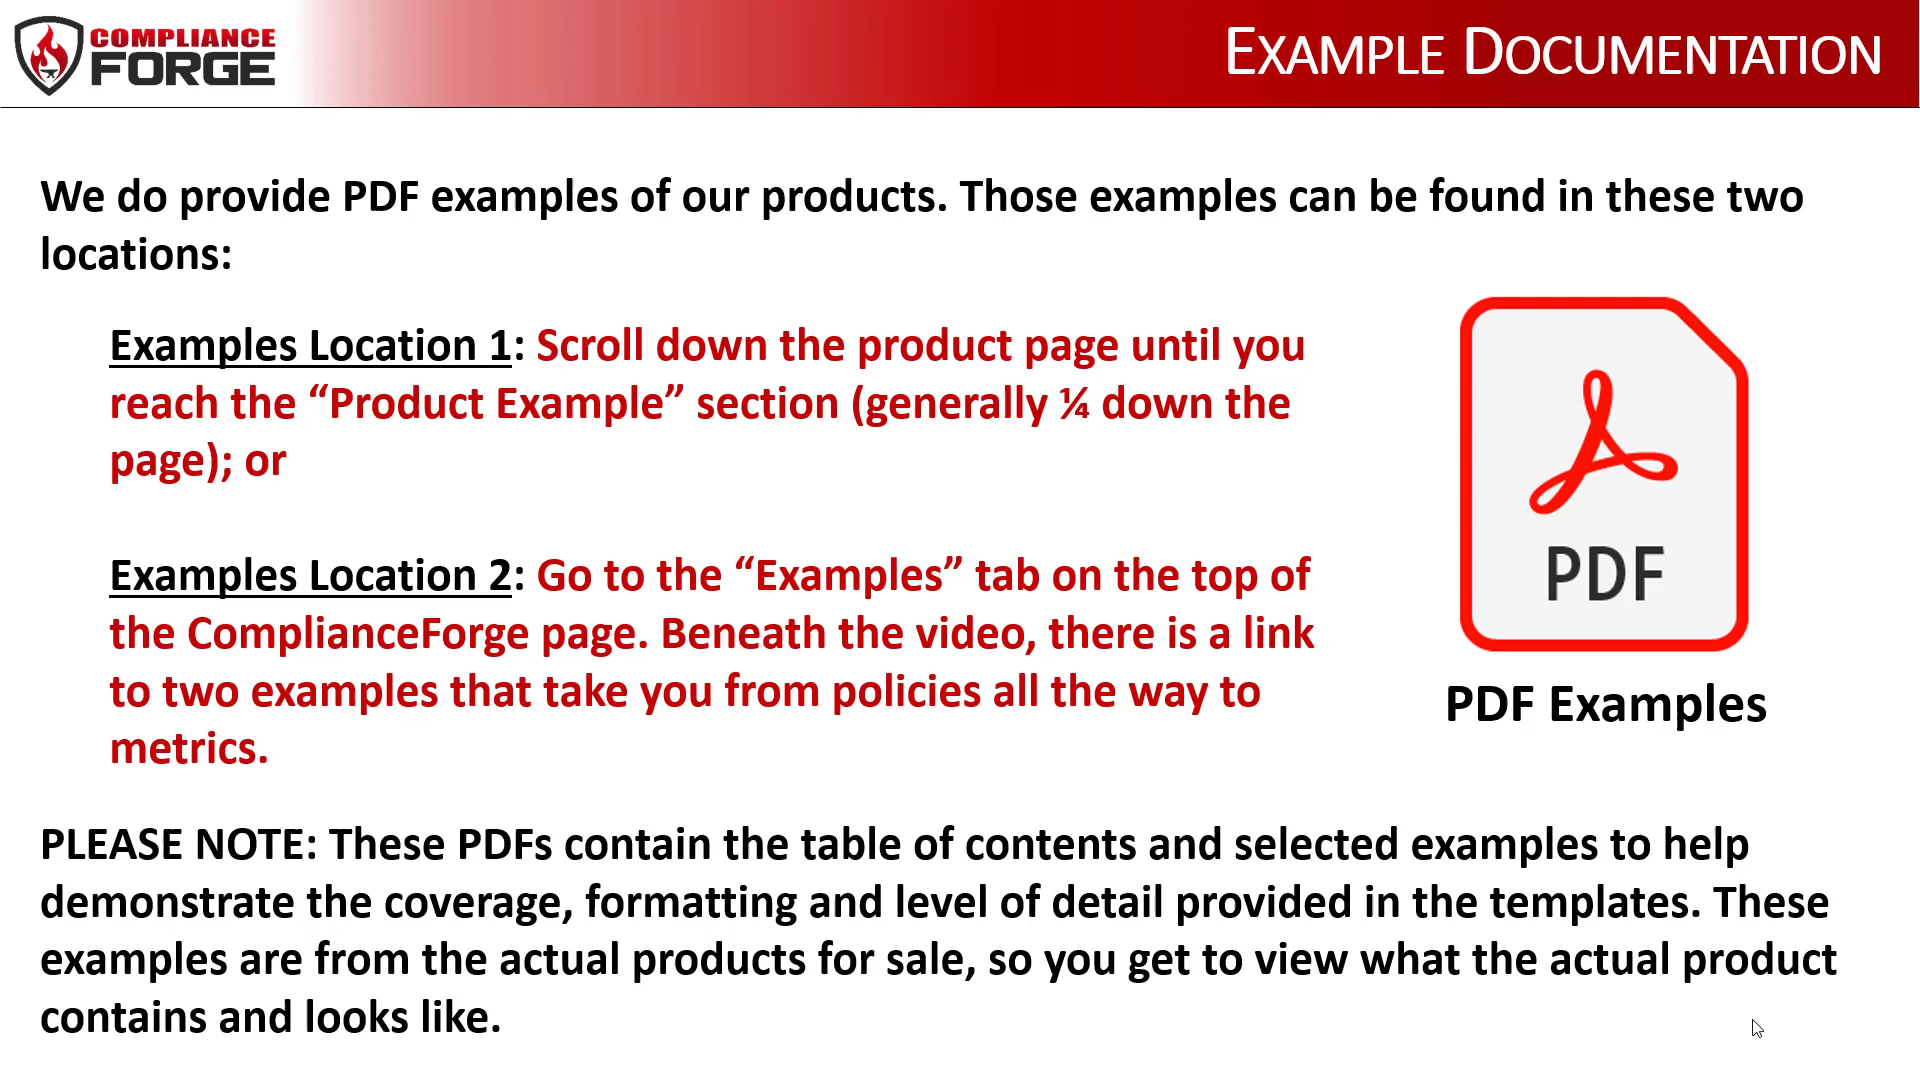 COMPLIANCE
FORGE
EXAMPLE DOCUMENTATION
We do provide PDF examples of our products. Those examples can be found in these two
locations:
Examples Location 1: Scroll down the product page until you
reach the “Product Example” section (generally ¼ down the
page); or
Examples Location 2: Go to the “Examples” tab on the top of
the ComplianceForge page. Beneath the video, there is a link
to two examples that take you from policies all the way to
metrics.
PDF
PDF Examples
PLEASE NOTE: These PDFs contain the table of contents and selected examples to help
demonstrate the coverage, formatting and level of detail provided in the templates. These
examples are from the actual products for sale, so you get to view what the actual product
contains and looks like.